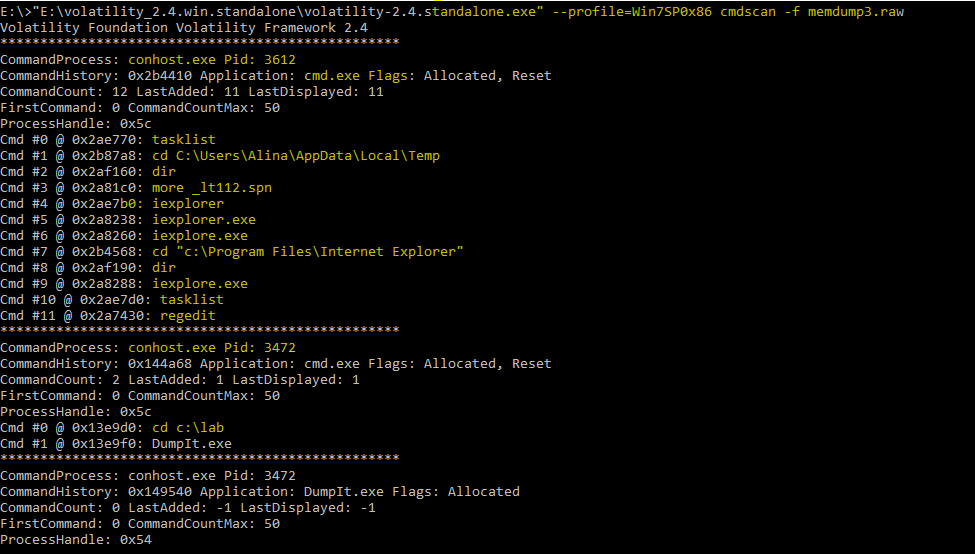 E:\>"E:\volatility_2.4.win.standalone\volatility-2.4.standalone.exe" --profile=Win7SP0x86 cmdscan -f memdump3.raw
Volatility Foundation Volatility Framework 2.4
**************************************************
CommandProcess: conhost.exe Pid: 3612
CommandHistory: 0x2b4410 Application: cmd.exe Flags: Allocated, Reset
CommandCount: 12 LastAdded: 11 LastDisplayed: 11
FirstCommand: 0 CommandCountMax: 50
ProcessHandle: 0x5c
Cmd #0 @ 0x2ae770: tasklist
Cmd #1 @ 0x2b87a8: cd C:\Users\Alina\AppData\Local\Temp
Cmd #2 @ 0x2af160: dir
Cmd #3 @ 0x2a81c0: more _lt112.spn
Cmd #4 @ 0x2ae7b0: iexplorer
Cmd #5 @ 0x2a8238: iexplorer.exe
Cmd #6 @ 0x2a8260: iexplore.exe
Cmd #7 @ 0x2b4568: cd "c:\Program Files\Internet Explorer"
Cmd #8 @ 0x2af190: dir
Cmd #9 @ 0x2a8288: iexplore.exe
Cmd #10 @ 0x2ae7d0: tasklist
Cmd #11 @ 0x2a7430: regedit
**************************************************
CommandProcess: conhost.exe Pid: 3472
CommandHistory: 0x144a68 Application: cmd.exe Flags: Allocated, Reset
CommandCount: 2 LastAdded: 1 LastDisplayed: 1
FirstCommand: 0 CommandCountMax: 50
ProcessHandle: 0x5c
Cmd #0 @ 0x13e9d0: cd c:\lab
Cmd #1 @ 0x13e9f0: DumpIt.exe
**************************************************
CommandProcess: conhost.exe Pid: 3472
CommandHistory: 0x149540 Application: DumpIt.exe Flags: Allocated
CommandCount: 0 LastAdded: -1 LastDisplayed: -1
FirstCommand: 0 CommandCountMax: 50
ProcessHandle: 0x54